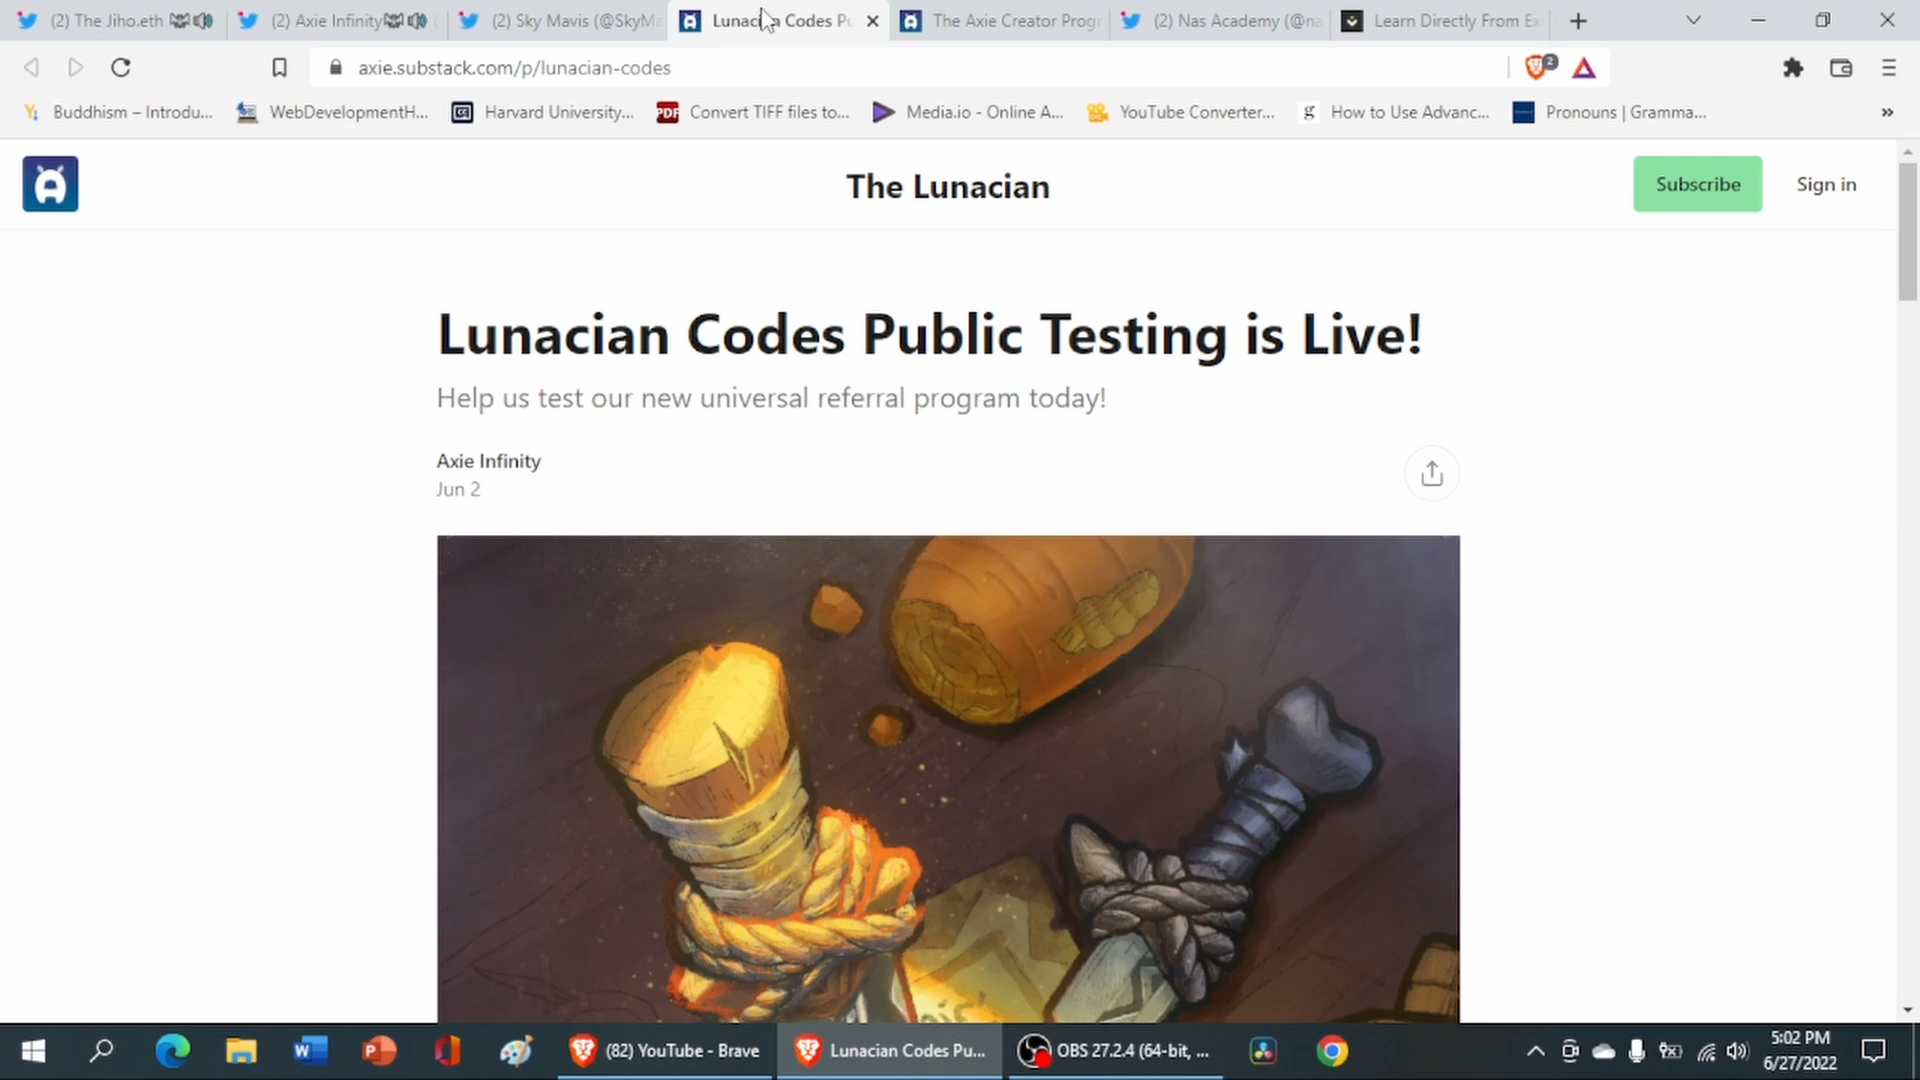 (2) The Jiho.eth
(2) Axie Infinity
(2) Sky Mavis (@SkyMa
Lunacian Codes Pu
The Axie Creator Progr
(2) Nas Academy (@na
Learn Directly From Ex
axie.substack.com/p/lunacian-codes
2
Buddhism – Introdu...
WebDevelopmentH...
Harvard University...
PDF
Convert TIFF files to...
Media.io - Online A...
YouTube Converter...
g
How to Use Advanc...
Pronouns | Gramma...
The Lunacian
Subscribe
Sign in
Lunacian Codes Public Testing is Live!
Help us test our new universal referral program today!
Axie Infinity
Jun 2
(82) YouTube - Brave
Lunacian Codes Pu...
OBS 27.2.4 (64-bit, ...
5:02 PM
6/27/2022